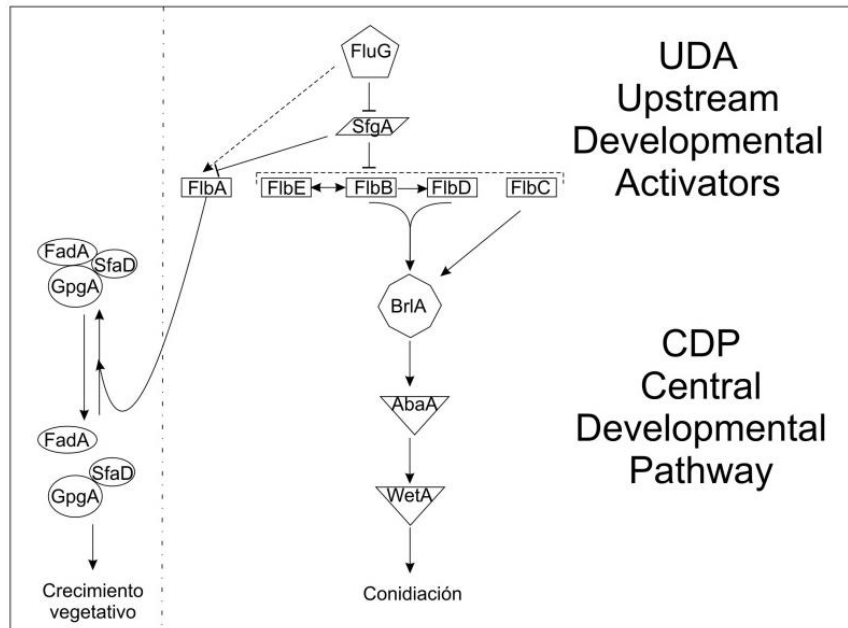 FluG
SfgA
FlbA
FlbE
FlbB
FlbD
FlbC
UDA
Upstream
Developmental
Activators
FadA
SfaD
GpgA
BrlA
AbaA
WetA
FadA
SfaD
GpgA
CDP
Central
Developmental
Pathway
Crecimiento
vegetativo
Conidiación